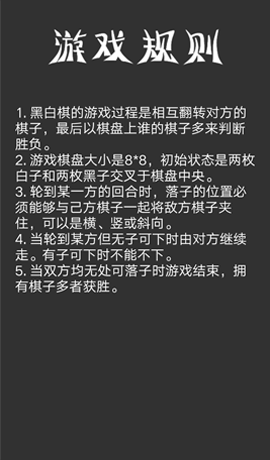 游戏规则
1. 黑白棋的游戏过程是相互翻转对方的
棋子，最后以棋盘上谁的棋子多来判断
胜负。
2. 游戏棋盘大小是8*8，初始状态是两枚
白子和两枚黑子交叉于棋盘中央。
3. 轮到某一方的回合时，落子的位置必
须能够与己方棋子一起将敌方棋子夹
住，可以是横、竖或斜向。
4. 当轮到某方但无子可下时由对方继续
走。有子可下时不能不下。
5. 当双方均无处可落子时游戏结束，拥
有棋子多者获胜。